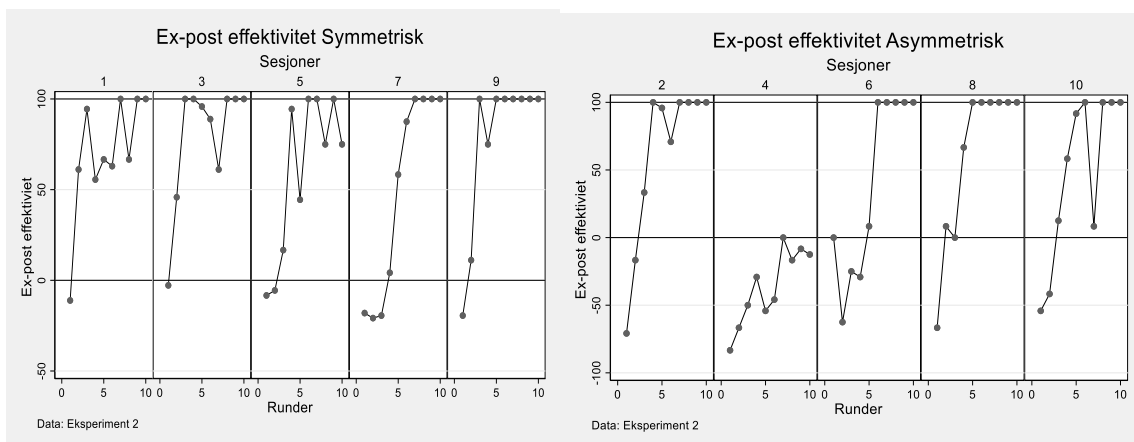 Ex-post effektivitet Symmetrisk
Sesjoner
1 3 5 7 9
100
50
0
-50
Ex-post effektiviet
0 5 10 0 5 10 0 5 10 0 5 10 0 5 10
Runder
Data: Eksperiment 2
Ex-post effektivitet Asymmetrisk
Sesjoner
2 4 6 8 10
100
50
0
-50
-100
Ex-post effektiviet
0 5 10 0 5 10 0 5 10 0 5 10 0 5 10
Runder
Data: Eksperiment 2